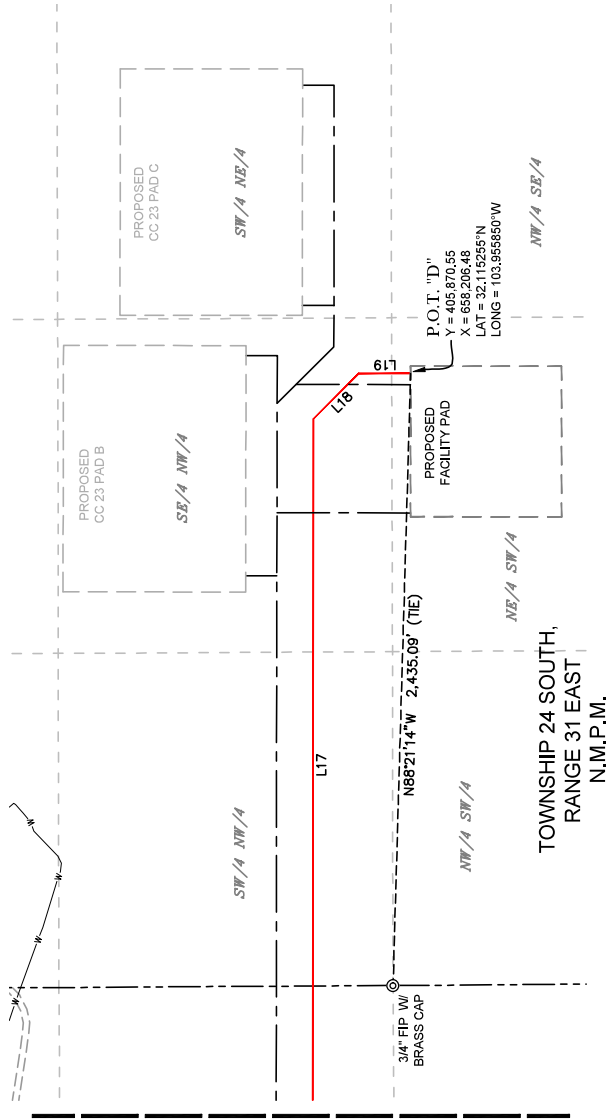 PROPOSED
CC 23 PAD C
SW/4 NE/4
PROPOSED
CC 23 PAD B
SE/4 NW/4
NW/4 SE/4
P.O.T. "D"
Y = 405,870.55
X = 658,206.48
LAT = 32.115255°N
LONG = 103.955850°W
L19
L18
PROPOSED
FACILITY PAD
NE/4 SW/4
N88°21'14"W 2,435.09' (TIE)
L17
SW/4 NW/4
NW/4 SW/4
TOWNSHIP 24 SOUTH,
RANGE 31 EAST
N.M.P.M.
3/4" FIP W/
BRASS CAP
W
W
W
W